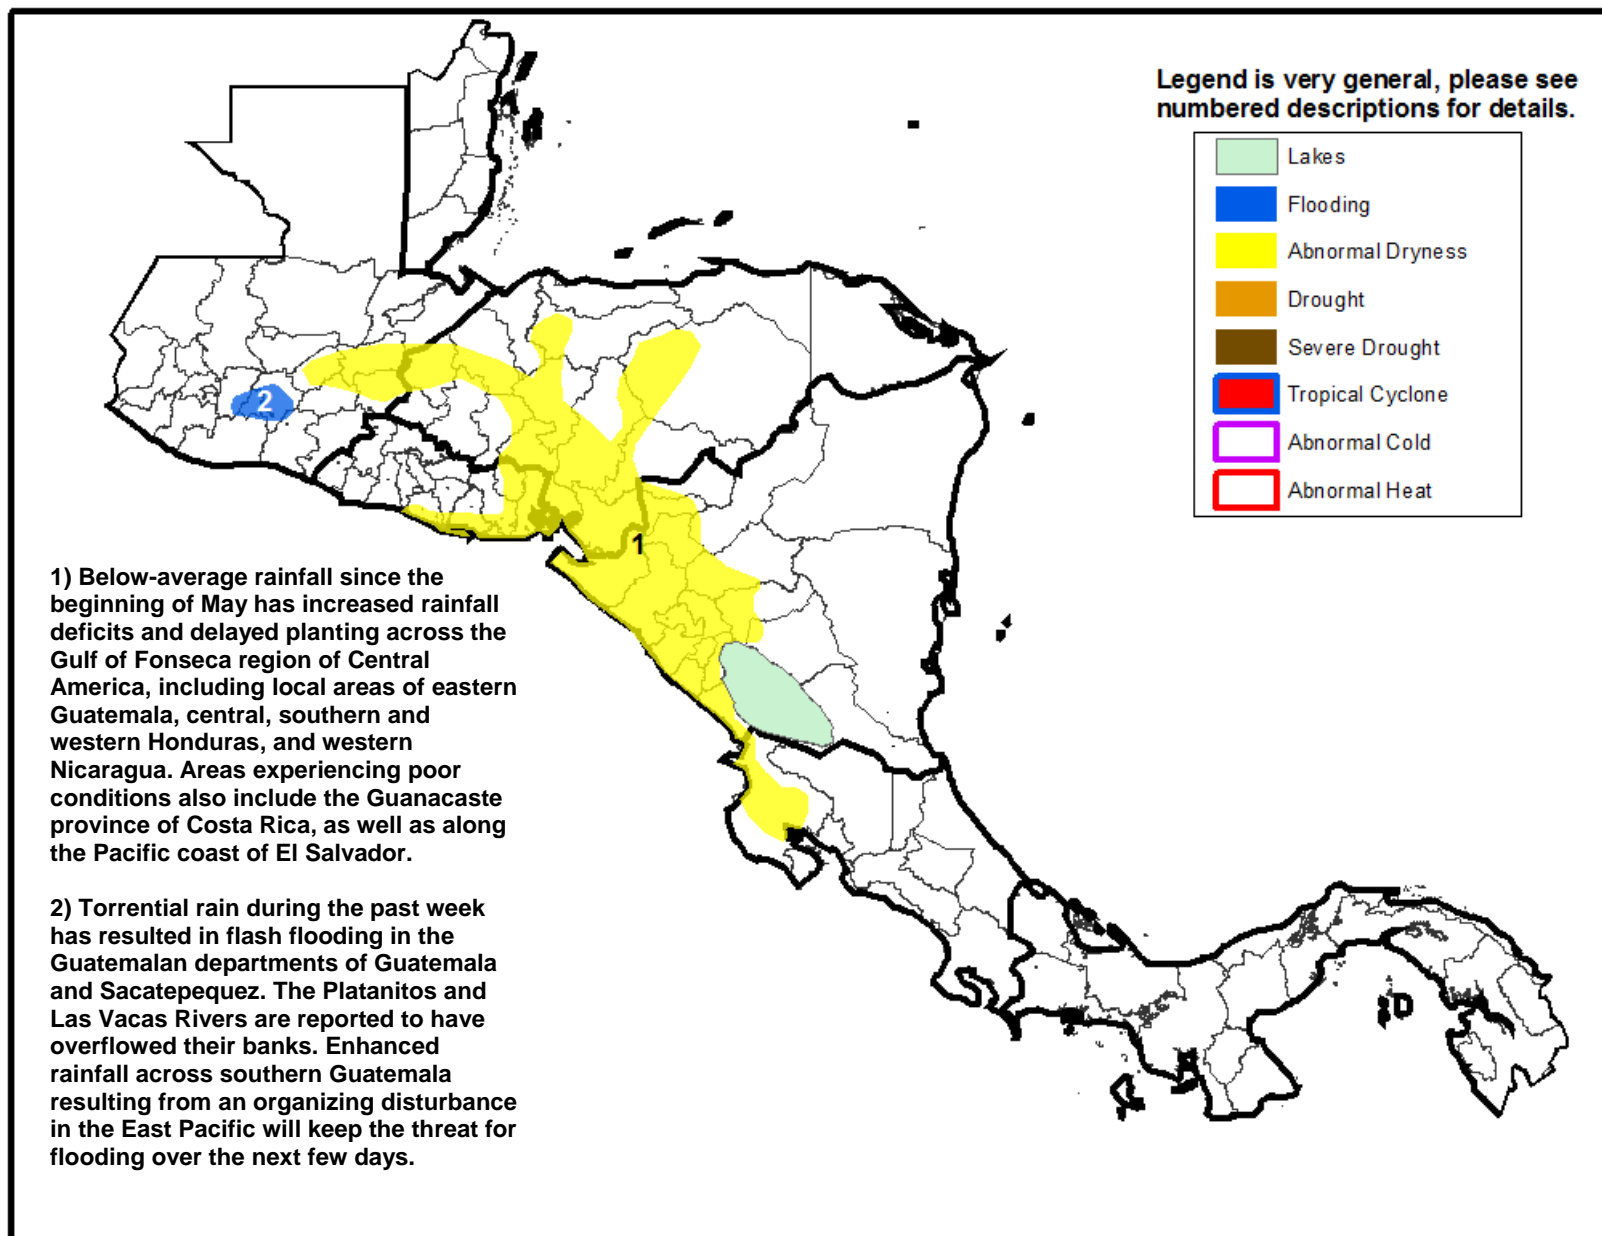 Legend is very general, please see
numbered descriptions for details.
Lakes
Flooding
Abnormal Dryness
Drought
Severe Drought
Tropical Cyclone
Abnormal Cold
Abnormal Heat
2
1
1) Below-average rainfall since the
beginning of May has increased rainfall
deficits and delayed planting across the
Gulf of Fonseca region of Central
America, including local areas of eastern
Guatemala, central, southern and
western Honduras, and western
Nicaragua. Areas experiencing poor
conditions also include the Guanacaste
province of Costa Rica, as well as along
the Pacific coast of El Salvador.
2) Torrential rain during the past week
has resulted in flash flooding in the
Guatemalan departments of Guatemala
and Sacatepequez. The Platanitos and
Las Vacas Rivers are reported to have
overflowed their banks. Enhanced
rainfall across southern Guatemala
resulting from an organizing disturbance
in the East Pacific will keep the threat for
flooding over the next few days.